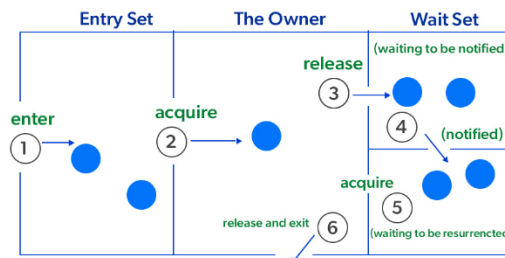 Entry Set
The Owner
Wait Set
(waiting to be notified)
release
3
enter
1
acquire
2
4
(notified)
acquire
5
release and exit
6
(waiting to be resurrencted)